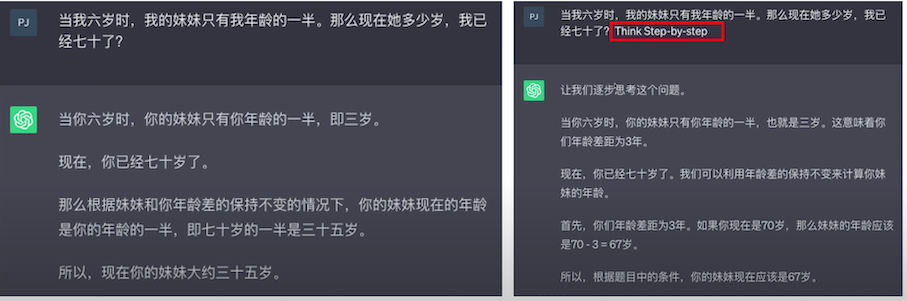 PJ
当我六岁时，我的妹妹只有我年龄的一半。那么现在她多少岁，我已
经七十了？
当你六岁时，你的妹妹只有你年龄的一半，即三岁。
现在，你已经七十岁了。
那么根据妹妹和你年龄差的保持不变的情况下，你的妹妹现在的年龄
是你的年龄的一半，即七十岁的一半是三十五岁。
所以，现在你的妹妹大约三十五岁。
PJ
当我六岁时，我的妹妹只有我年龄的一半。那么现在她多少岁，我已
经七十了？ Think Step-by-step
让我们逐步思考这个问题。
当你六岁时，你的妹妹只有你年龄的一半，也就是三岁。这意味着你
们年龄差距为3年。
现在，你已经七十岁了。我们可以利用年龄差的保持不变来计算你妹
妹的年龄。
首先，你们年龄差距为3年。如果你现在是70岁，那么妹妹的年龄应该
是70 - 3 = 67岁。
所以，根据题目中的条件，你的妹妹现在应该是67岁。